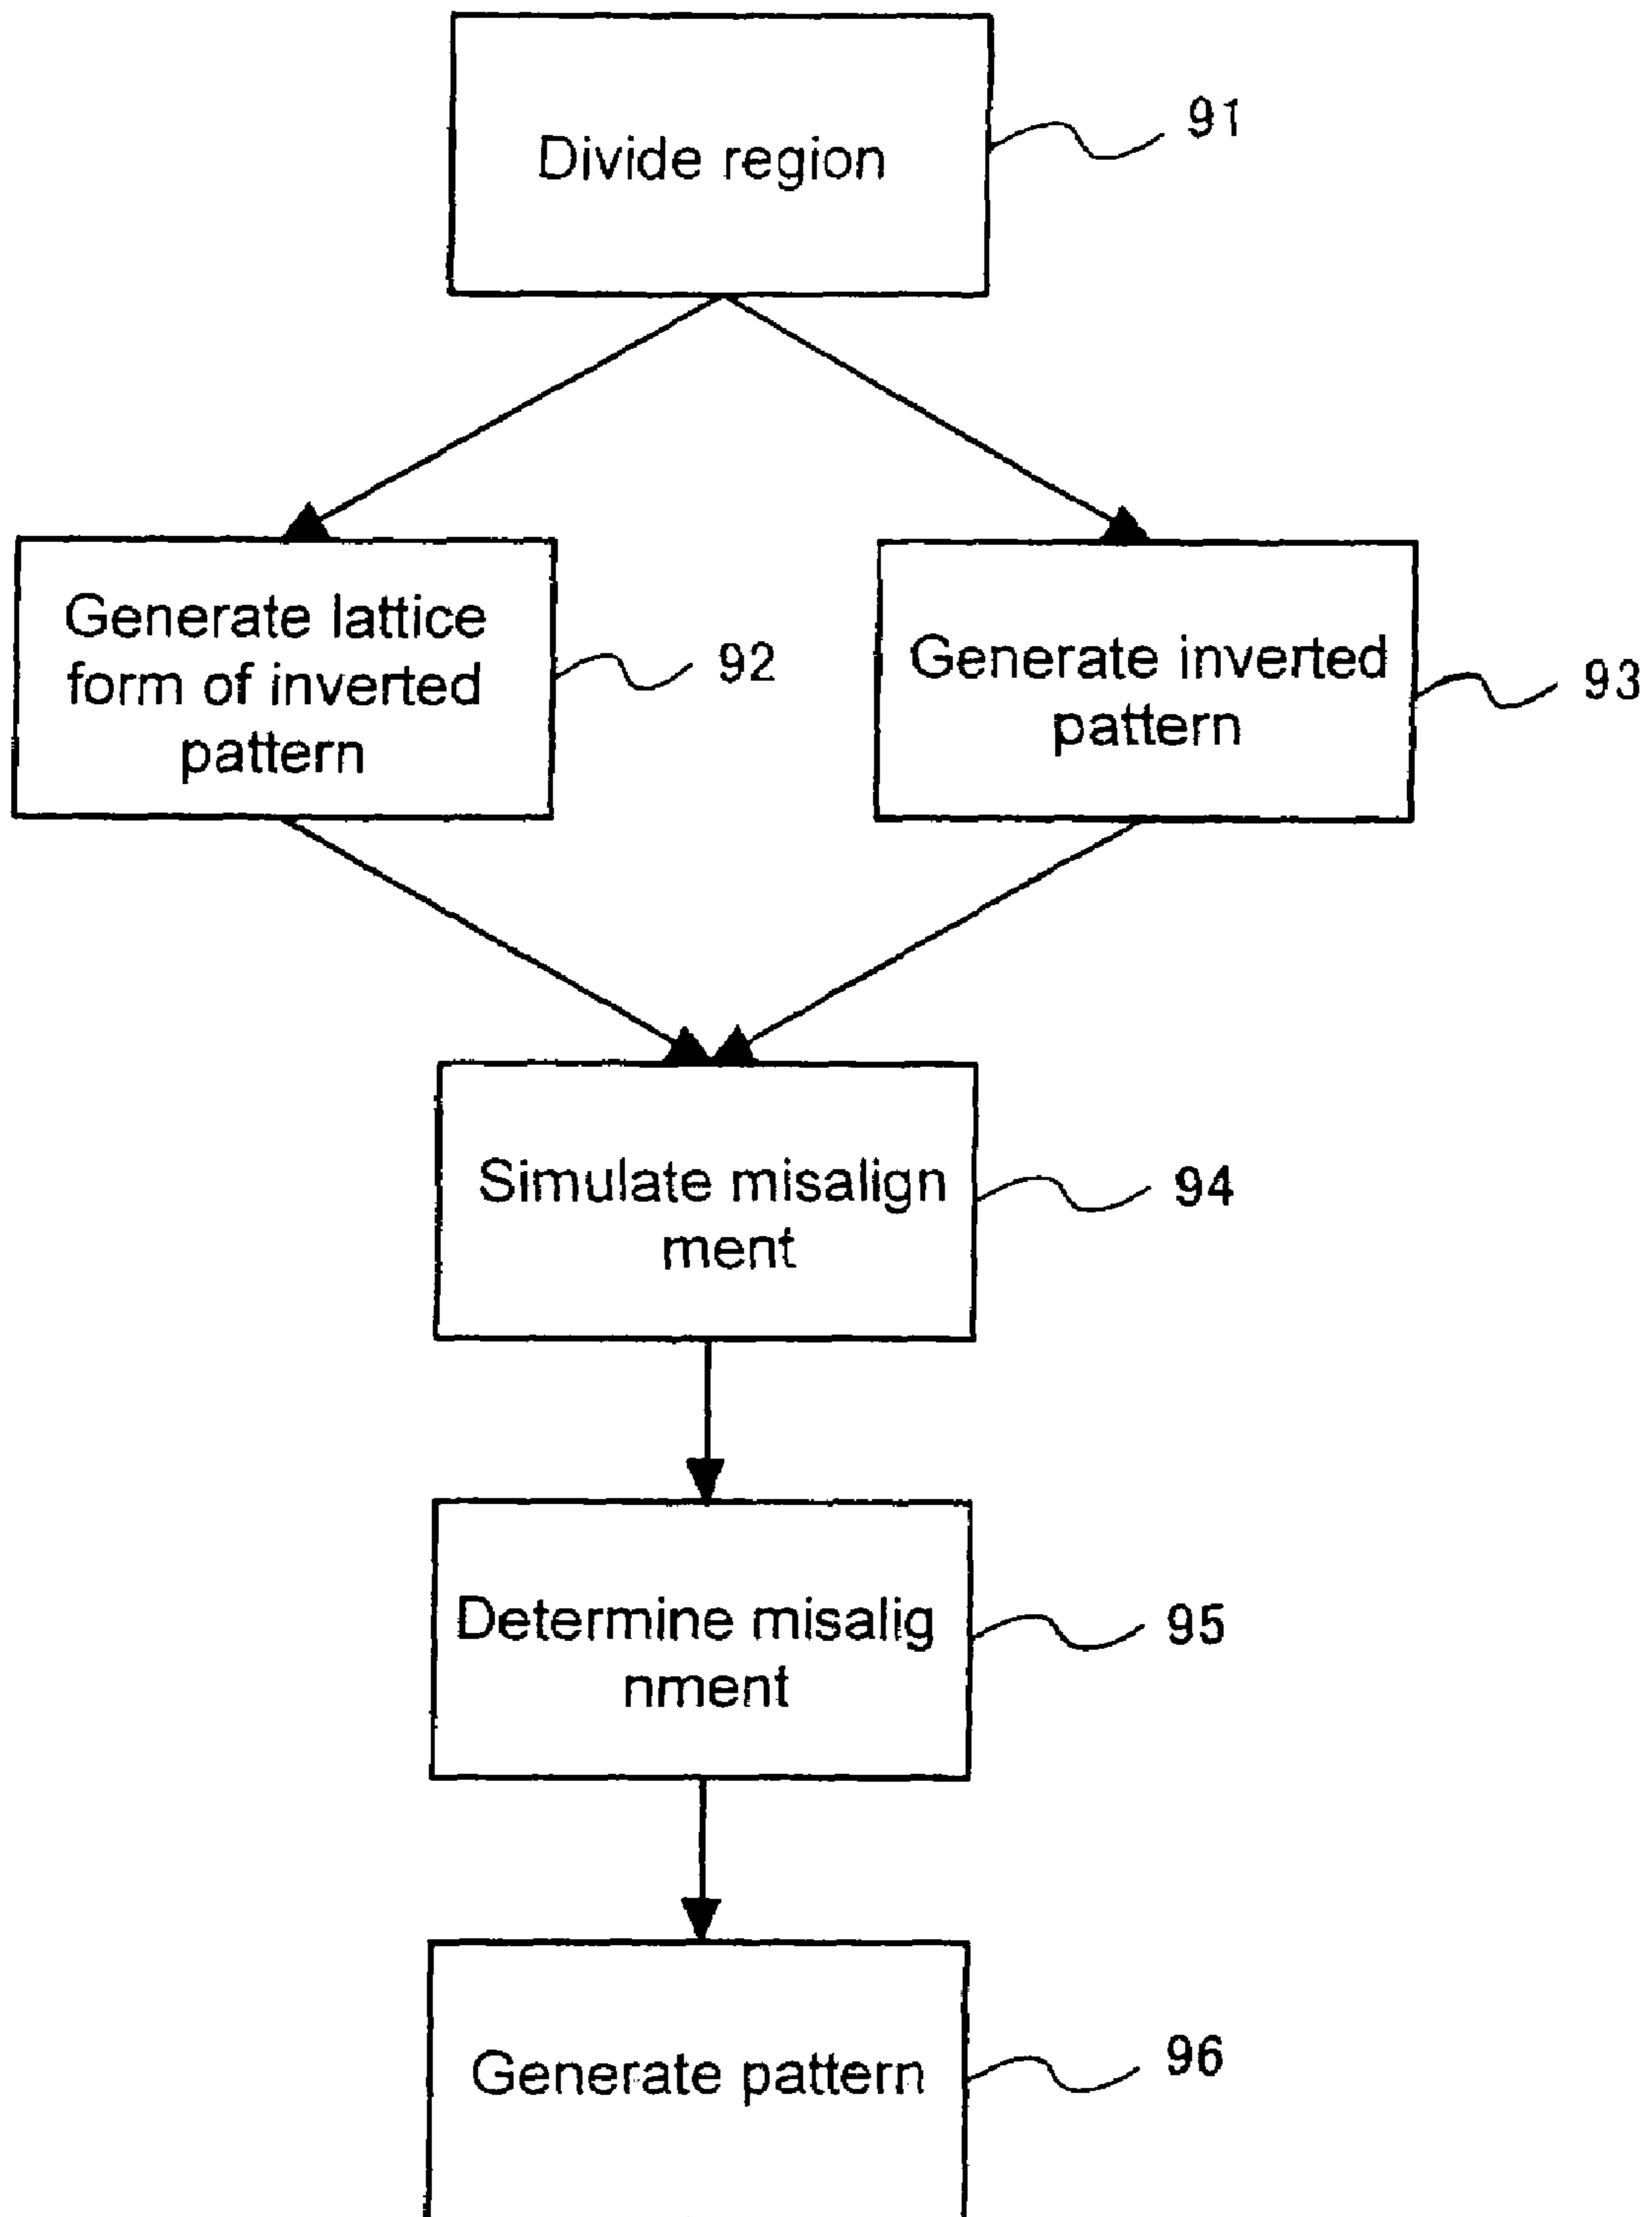 Divide region
91
Generate lattice
form of inverted
pattern
92
Generate inverted
pattern
93
Simulate misalign
ment
94
Determine misalig
nment
95
Generate pattern
96